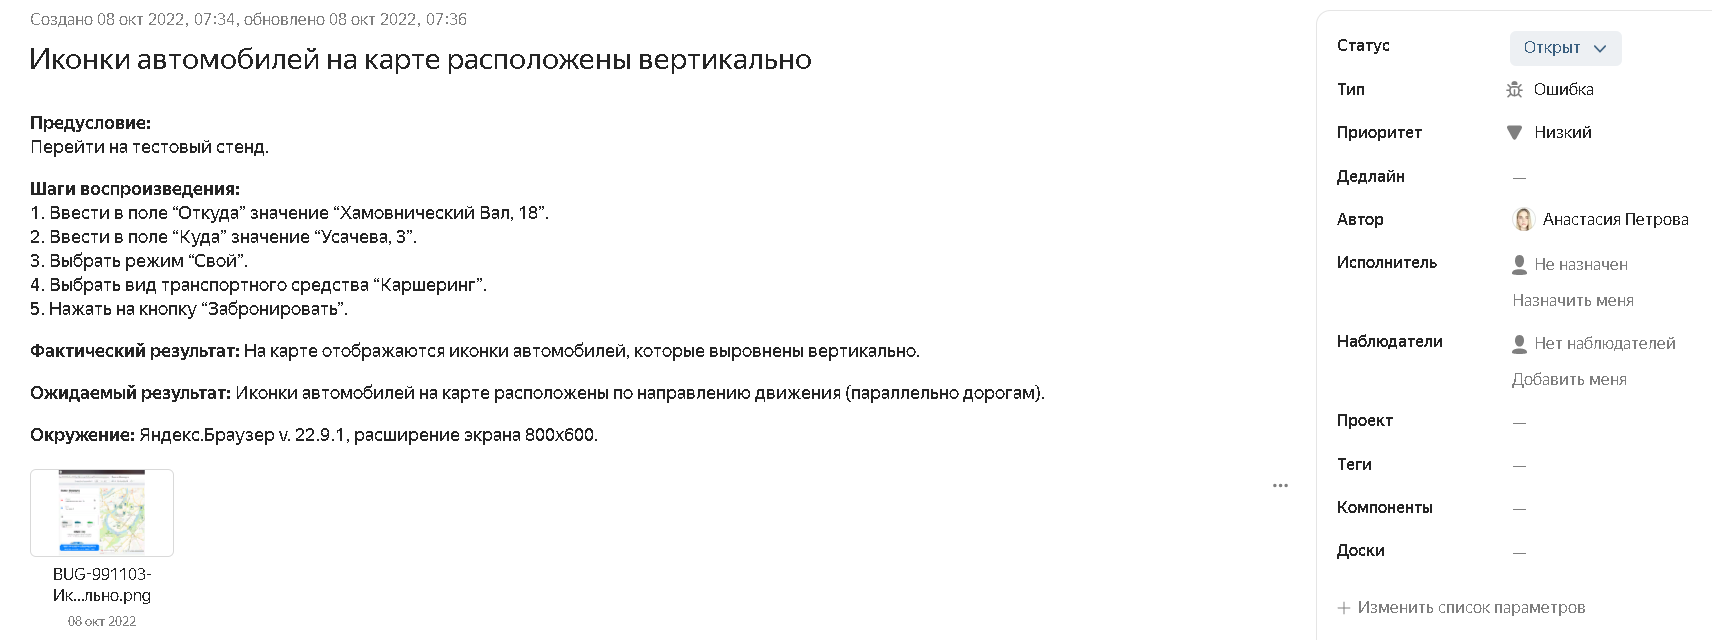 Создано 08 окт 2022, 07:34, обновлено 08 окт 2022, 07:36
Иконки автомобилей на карте расположены вертикально
Предусловие:
Перейти на тестовый стенд.
Шаги воспроизведения:
1. Ввести в поле “Откуда” значение “Хамовнический Вал, 18”.
2. Ввести в поле “Куда” значение “Усачева, 3”.
3. Выбрать режим “Свой”.
4. Выбрать вид транспортного средства “Каршеринг”.
5. Нажать на кнопку “Забронировать”.
Фактический результат: На карте отображаются иконки автомобилей, которые выровнены вертикально.
Ожидаемый результат: Иконки автомобилей на карте расположены по направлению движения (параллельно дорогам).
Окружение: Яндекс.Браузер v. 22.9.1, расширение экрана 800х600.
BUG-991103-
Ик...льно.png
08 окт 2022
Статус Открыт
Тип Ошибка
Приоритет Низкий
Дедлайн —
Автор Анастасия Петрова
Исполнитель Не назначен
Назначить меня
Наблюдатели Нет наблюдателей
Добавить меня
Проект —
Теги —
Компоненты —
Доски —
+ Изменить список параметров